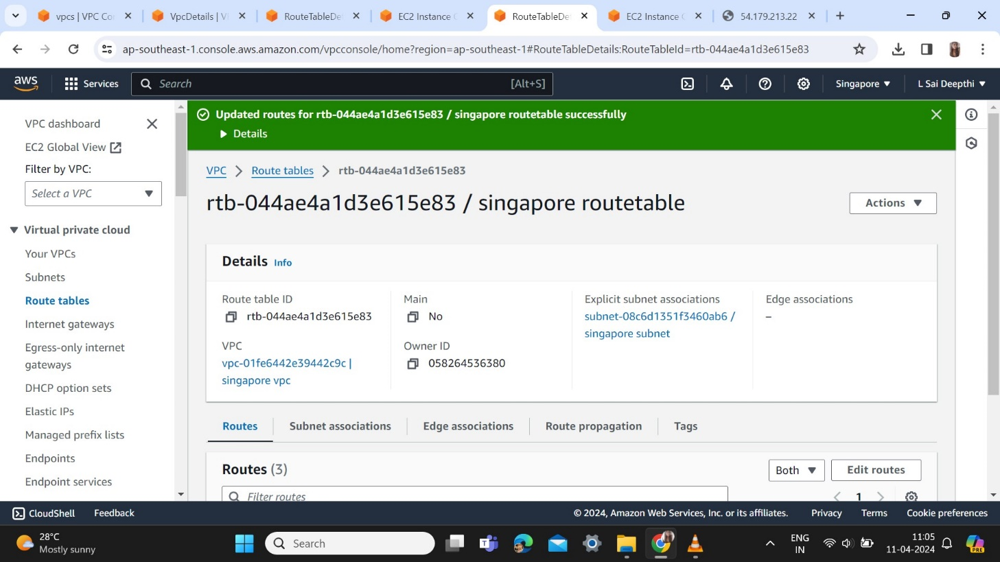 vpcs | VPC Co
VpcDetails | V
RouteTableDe
EC2 Instance C
RouteTableDe
EC2 Instance C
54.179.213.22
ap-southeast-1.console.aws.amazon.com/vpcconsole/home?region=ap-southeast-1#RouteTableDetails:RouteTableId=rtb-044ae4a1d3e615e83
aws
Services
Search
[Alt+S]
Singapore
L Sai Deepthi
VPC dashboard
EC2 Global View
Filter by VPC:
Select a VPC
Virtual private cloud
Your VPCs
Subnets
Route tables
Internet gateways
Egress-only internet
gateways
DHCP option sets
Elastic IPs
Managed prefix lists
Endpoints
Endpoint services
Updated routes for rtb-044ae4a1d3e615e83 / singapore routetable successfully
Details
VPC > Route tables > rtb-044ae4a1d3e615e83
rtb-044ae4a1d3e615e83 / singapore routetable
Actions
Details Info
Route table ID
rtb-044ae4a1d3e615e83
VPC
vpc-01fe6442e39442c9c |
singapore vpc
Main
No
Owner ID
058264536380
Explicit subnet associations
subnet-08c6d1351f3460ab6 /
singapore subnet
Edge associations
–
Routes
Subnet associations
Edge associations
Route propagation
Tags
Routes (3)
Both
Edit routes
Filter routes
1
CloudShell
Feedback
© 2024, Amazon Web Services, Inc. or its affiliates.
Privacy
Terms
Cookie preferences
28°C
Mostly sunny
Search
ENG
IN
11:05
11-04-2024
PRE